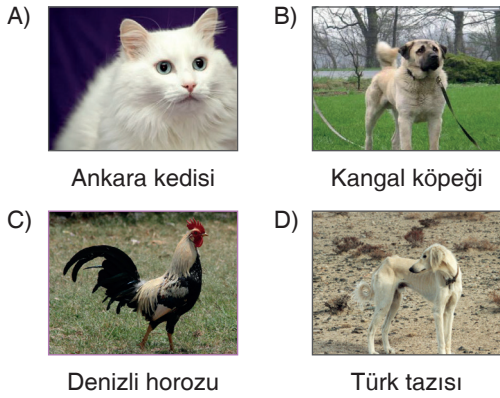 A)
B)
Ankara kedisi
Kangal köpeği
C)
D)
Denizli horozu
Türk tazısı